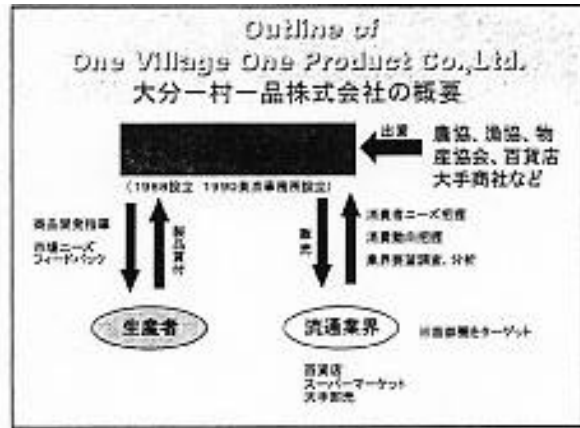 Outline of
One Village One Product Co.,Ltd.
大分一村一品株式会社の概要
出資
農協、漁協、物
産協会、百貨店
大手商社など
(1988設立 1990東京事務所設立)
商品開発指導
市場ニーズ
フィードバック
製品買付
販売
消費者ニーズ把握
消費動向把握
業界要望調査、分析
生産者
流通業界
をターゲット
百貨店
スーパーマーケット
大手卸売